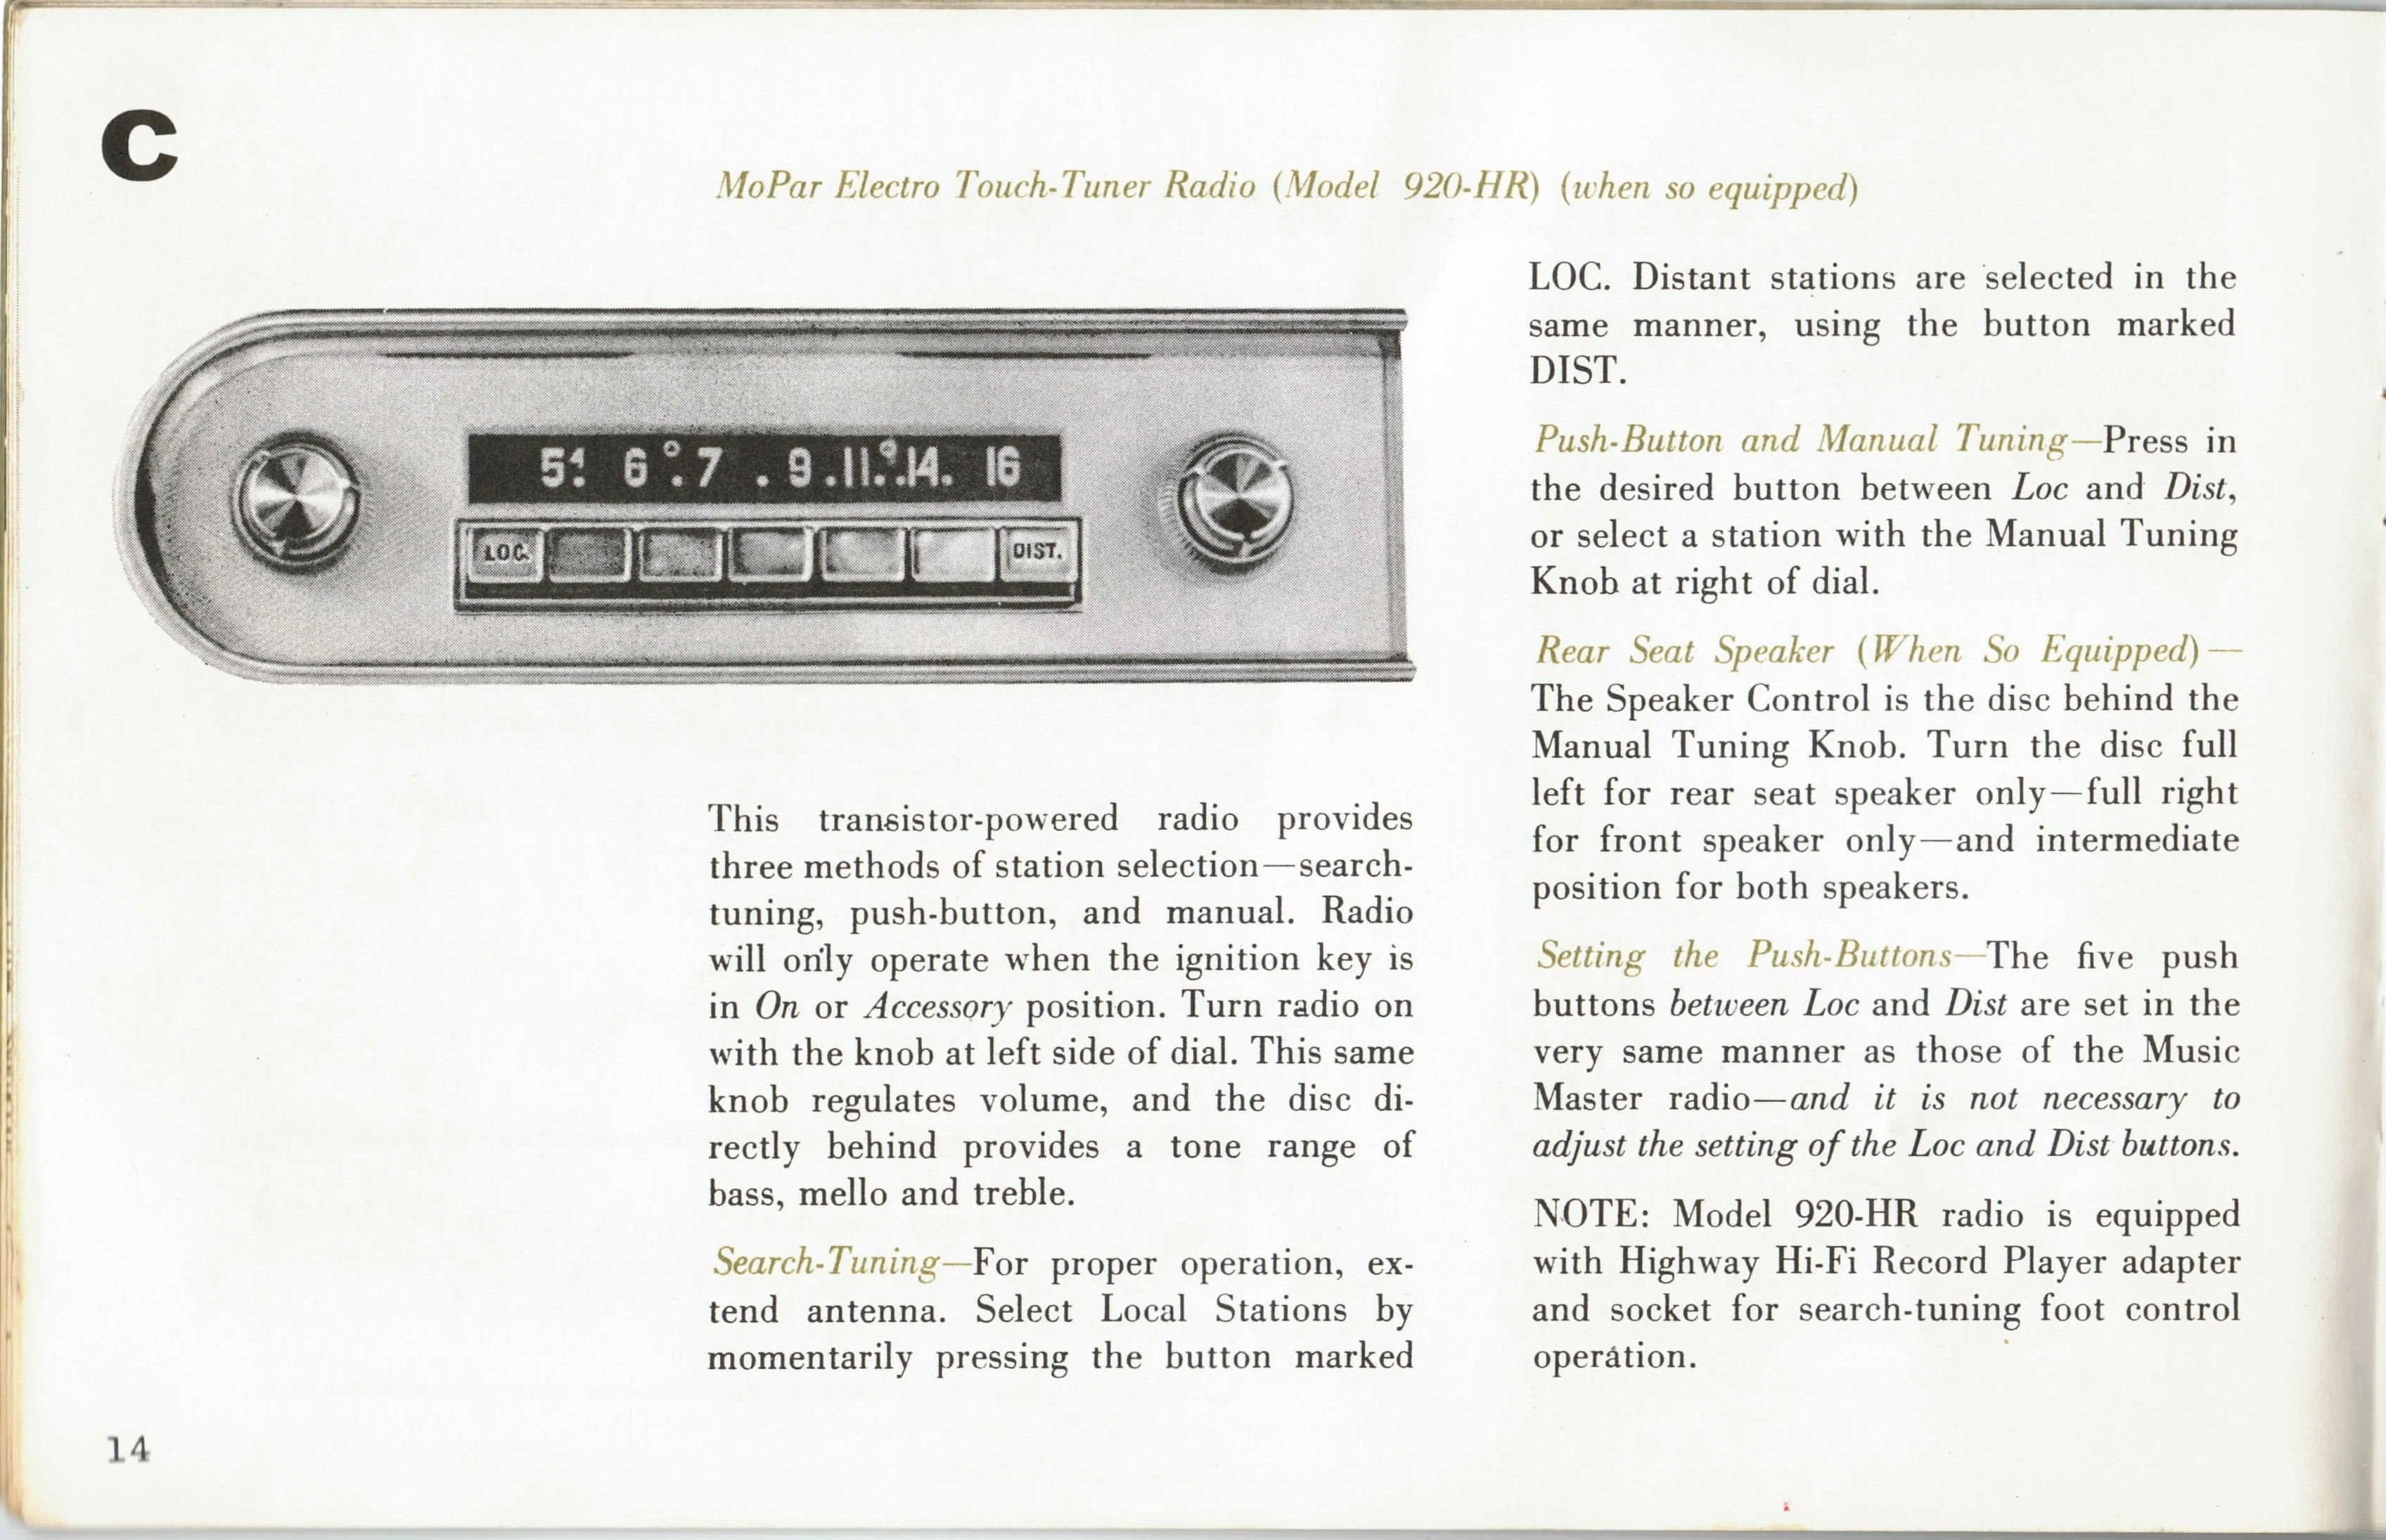 C
MoPar Electro Touch-Tuner Radio (Model 920-HR) (when so equipped)
5⁴ 6 7 9 11 14 16
LOC. DIST.
This transistor-powered radio provides
three methods of station selection—search-
tuning, push-button, and manual. Radio
will only operate when the ignition key is
in On or Accessory position. Turn radio on
with the knob at left side of dial. This same
knob regulates volume, and the disc di-
rectly behind provides a tone range of
bass, mello and treble.
Search-Tuning—For proper operation, ex-
tend antenna. Select Local Stations by
momentarily pressing the button marked
LOC. Distant stations are selected in the
same manner, using the button marked
DIST.
Push-Button and Manual Tuning—Press in
the desired button between Loc and Dist,
or select a station with the Manual Tuning
Knob at right of dial.
Rear Seat Speaker (When So Equipped)—
The Speaker Control is the disc behind the
Manual Tuning Knob. Turn the disc full
left for rear seat speaker only—full right
for front speaker only—and intermediate
position for both speakers.
Setting the Push-Buttons—The five push
buttons between Loc and Dist are set in the
very same manner as those of the Music
Master radio—and it is not necessary to
adjust the setting of the Loc and Dist buttons.
NOTE: Model 920-HR radio is equipped
with Highway Hi-Fi Record Player adapter
and socket for search-tuning foot control
operation.
14